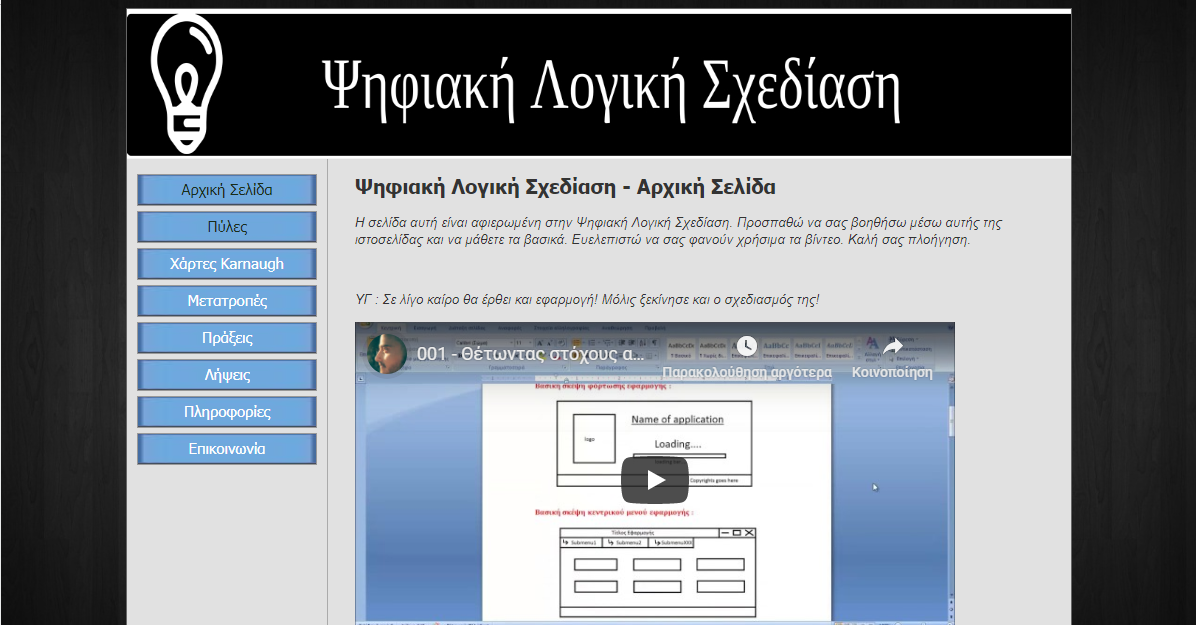 Ψηφιακή Λογική Σχεδίαση
Αρχική Σελίδα
Πύλες
Χάρτες Karnaugh
Μετατροπές
Πράξεις
Λήψεις
Πληροφορίες
Επικοινωνία
Ψηφιακή Λογική Σχεδίαση - Αρχική Σελίδα
Η σελίδα αυτή είναι αφιερωμένη στην Ψηφιακή Λογική Σχεδίαση. Προσπαθώ να σας βοηθήσω μέσω αυτής της
ιστοσελίδας και να μάθετε τα βασικά. Ευελεπιστώ να σας φανούν χρήσιμα τα βίντεο. Καλή σας πλοήγηση.
ΥΓ : Σε λίγο καίρο θα έρθει και εφαρμογή! Μόλις ξεκίνησε και ο σχεδιασμός της!
001 - Θέτωντας στόχους α...
Παρακολούθηση αργότερα
Κοινοποίηση
Βασική σκέψη φόρτωσης εφαρμογής :
Name of application
logo
Loading....
Copyrights goes here
Βασική σκέψη κεντρικού μενού εφαρμογής :
Τίτλος Εφαρμογής
Submenu1 Submenu2 SubmenuXXX